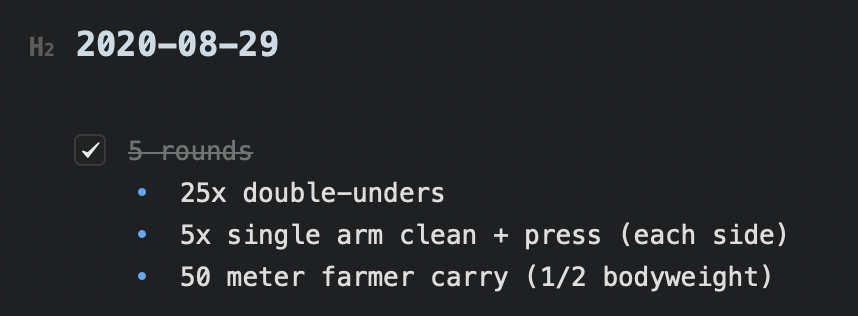 H2 2020-08-29
5 rounds
25x double-unders
5x single arm clean + press (each side)
50 meter farmer carry (1/2 bodyweight)